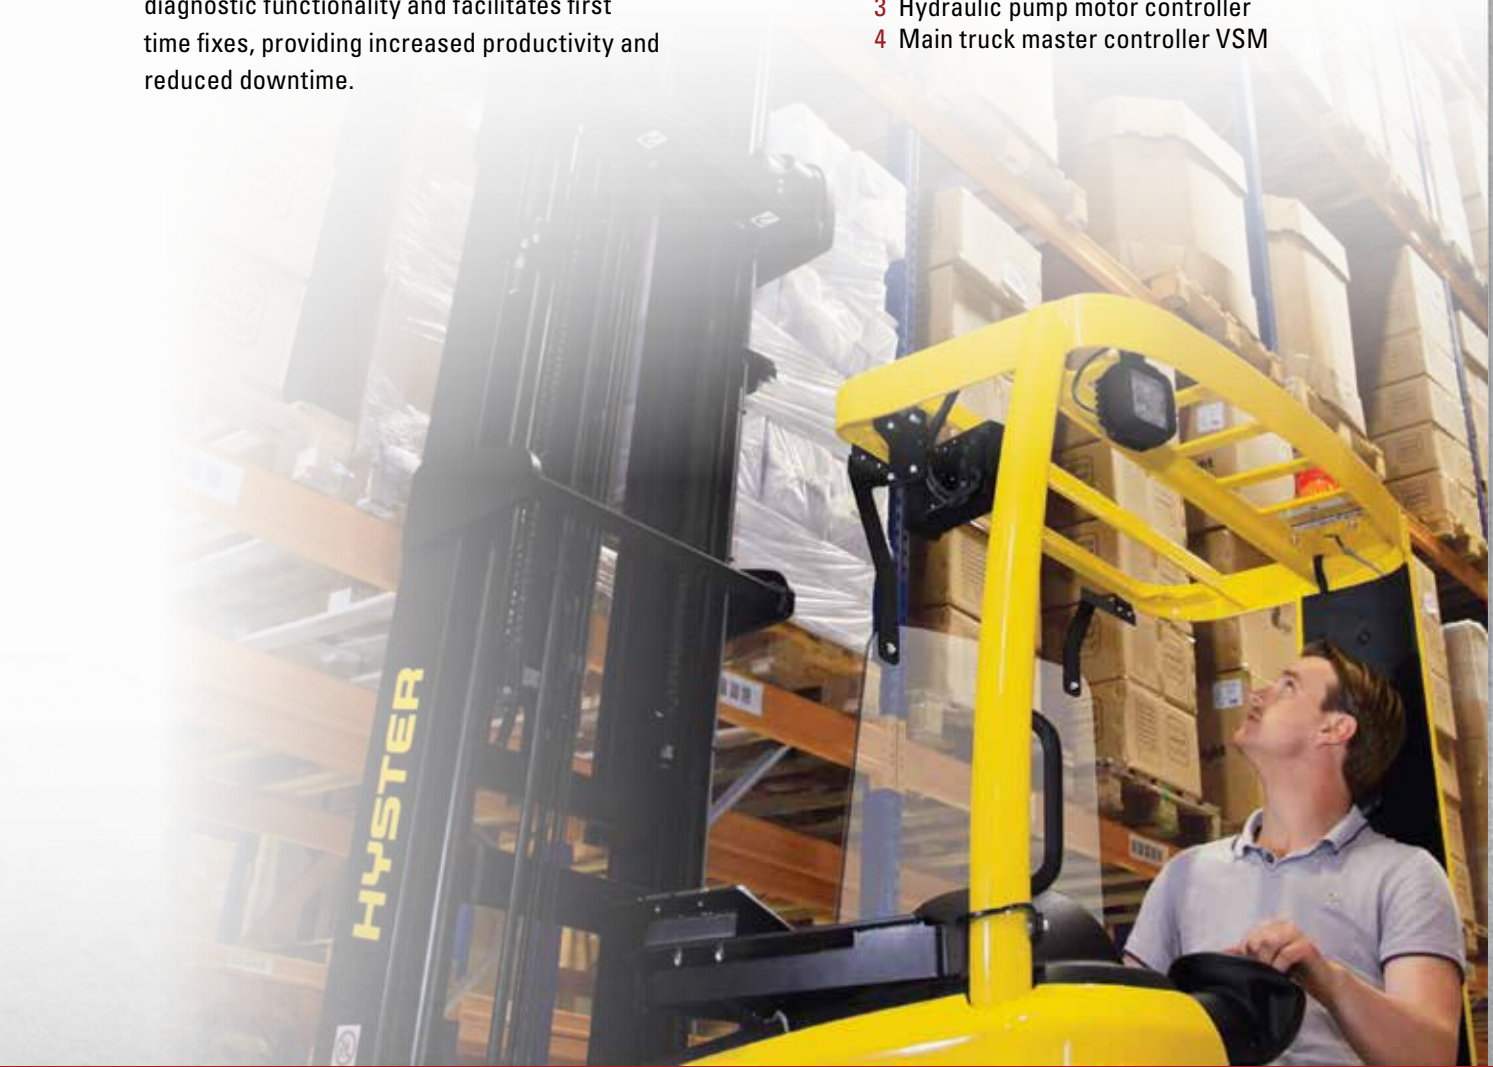 diagnostic functionality and facilitates first
time fixes, providing increased productivity and
reduced downtime.
3 Hydraulic pump motor controller
4 Main truck master controller VSM
HYSTER